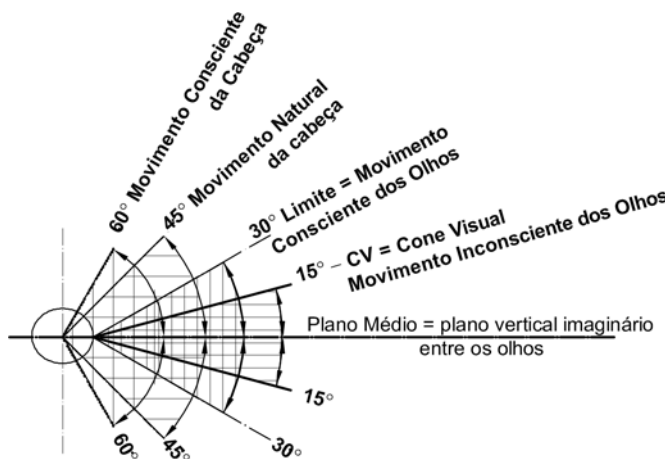 60° Movimento Consciente
da Cabeça
45° Movimento Natural
da cabeça
30° Limite = Movimento
Consciente dos Olhos
15° – CV = Cone Visual
Movimento Inconsciente dos Olhos
Plano Médio = plano vertical imaginário
entre os olhos
15°
30°
45°
60°